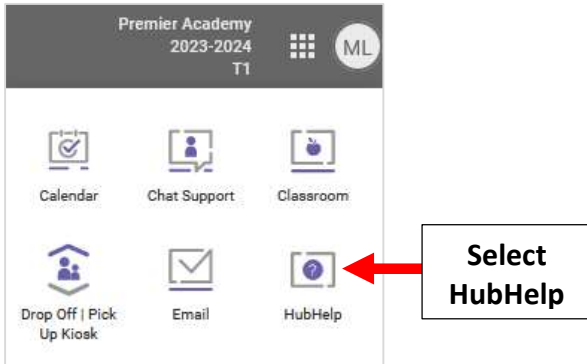 Premier Academy
2023-2024
T1
ML
Calendar
Chat Support
Classroom
Drop Off | Pick
Up Kiosk
Email
HubHelp
Select
HubHelp